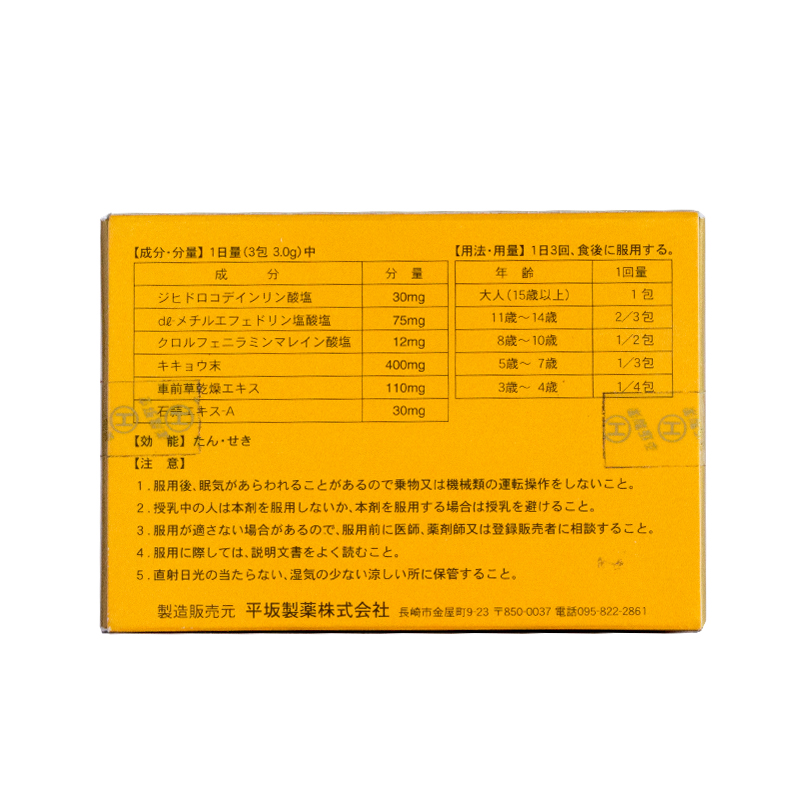 【成分・分量】1日量(3包 3.0g)中
成 分 分 量
ジヒドロコデインリン酸塩 30mg
dℓ-メチルエフェドリン塩酸塩 75mg
クロルフェニラミンマレイン酸塩 12mg
キキョウ末 400mg
車前草乾燥エキス 110mg
石蒜エキス-A 30mg
【用法・用量】1日3回、食後に服用する。
年 齢 1回量
大人(15歳以上) 1包
11歳〜14歳 2/3包
8歳〜10歳 1/2包
5歳〜 7歳 1/3包
3歳〜 4歳 1/4包
【効 能】たん・せき
【注 意】
1.服用後、眠気があらわれることがあるので乗物又は機械類の運転操作をしないこと。
2.授乳中の人は本剤を服用しないか、本剤を服用する場合は授乳を避けること。
3.服用が適さない場合があるので、服用前に医師、薬剤師又は登録販売者に相談すること。
4.服用に際しては、説明文書をよく読むこと。
5.直射日光の当たらない、湿気の少ない涼しい所に保管すること。
製造販売元 平坂製薬株式会社 長崎市金屋町9-23 〒850-0037 電話095-822-2861